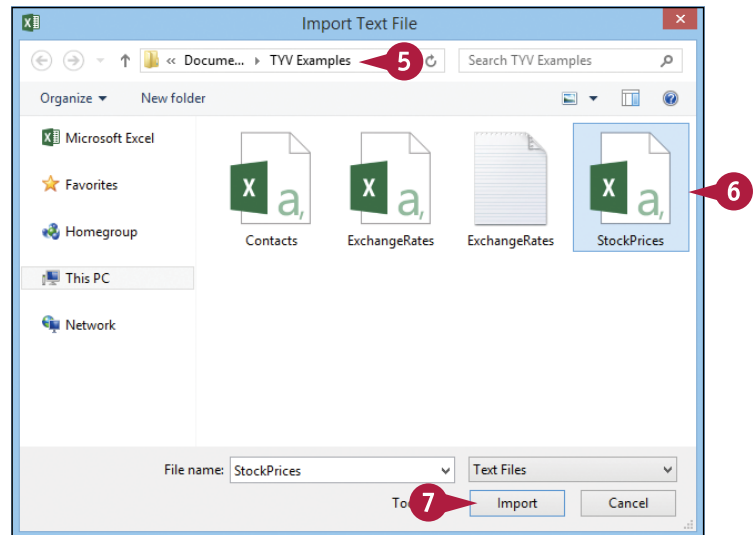 Import Text File
« Docume... TYV Examples 5 Search TYV Examples
Organize New folder
Microsoft Excel
Favorites
Homegroup
This PC
Network
X a, X a, X a,
Contacts ExchangeRates ExchangeRates StockPrices
6
File name: StockPrices Text Files
7 Import Cancel